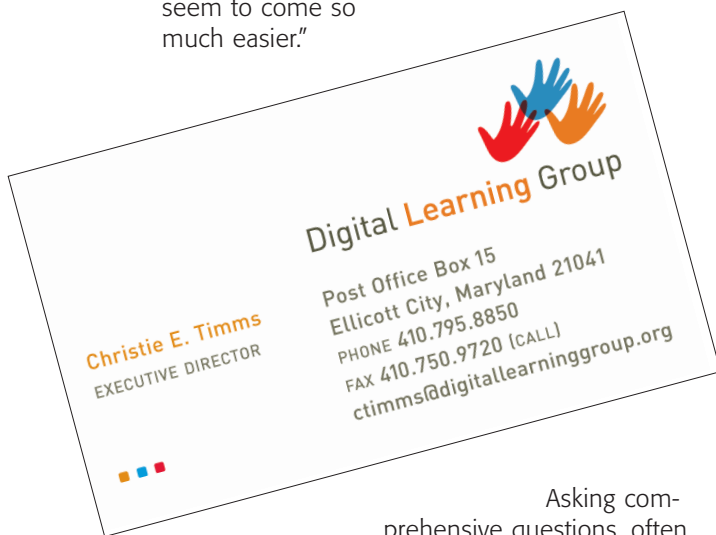 seem to come so
much easier."
Digital Learning Group
Christie E. Timms
EXECUTIVE DIRECTOR
Post Office Box 15
Ellicott City, Maryland 21041
PHONE 410.795.8850
FAX 410.750.9720 (CALL)
ctimms@digitallearninggroup.org
Asking com-
prehensive questions, often